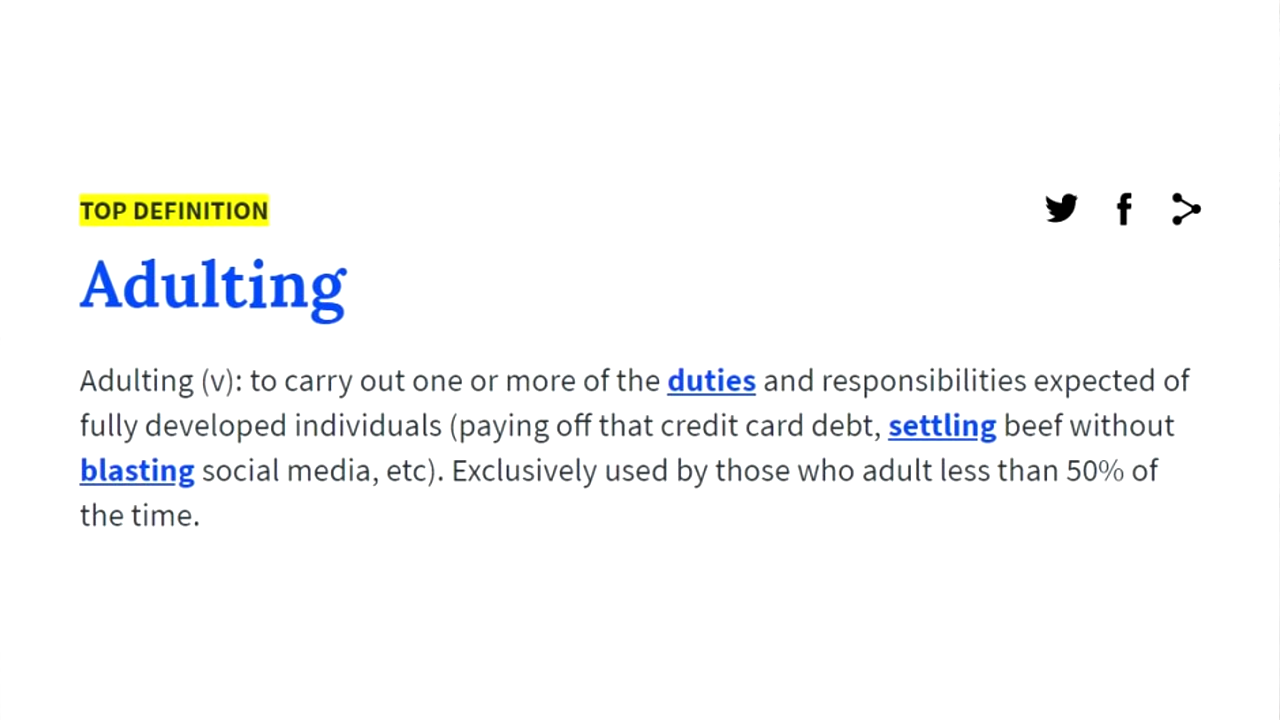 TOP DEFINITION
Adulting
Adulting (v): to carry out one or more of the duties and responsibilities expected of
fully developed individuals (paying off that credit card debt, settling beef without
blasting social media, etc). Exclusively used by those who adult less than 50% of
the time.